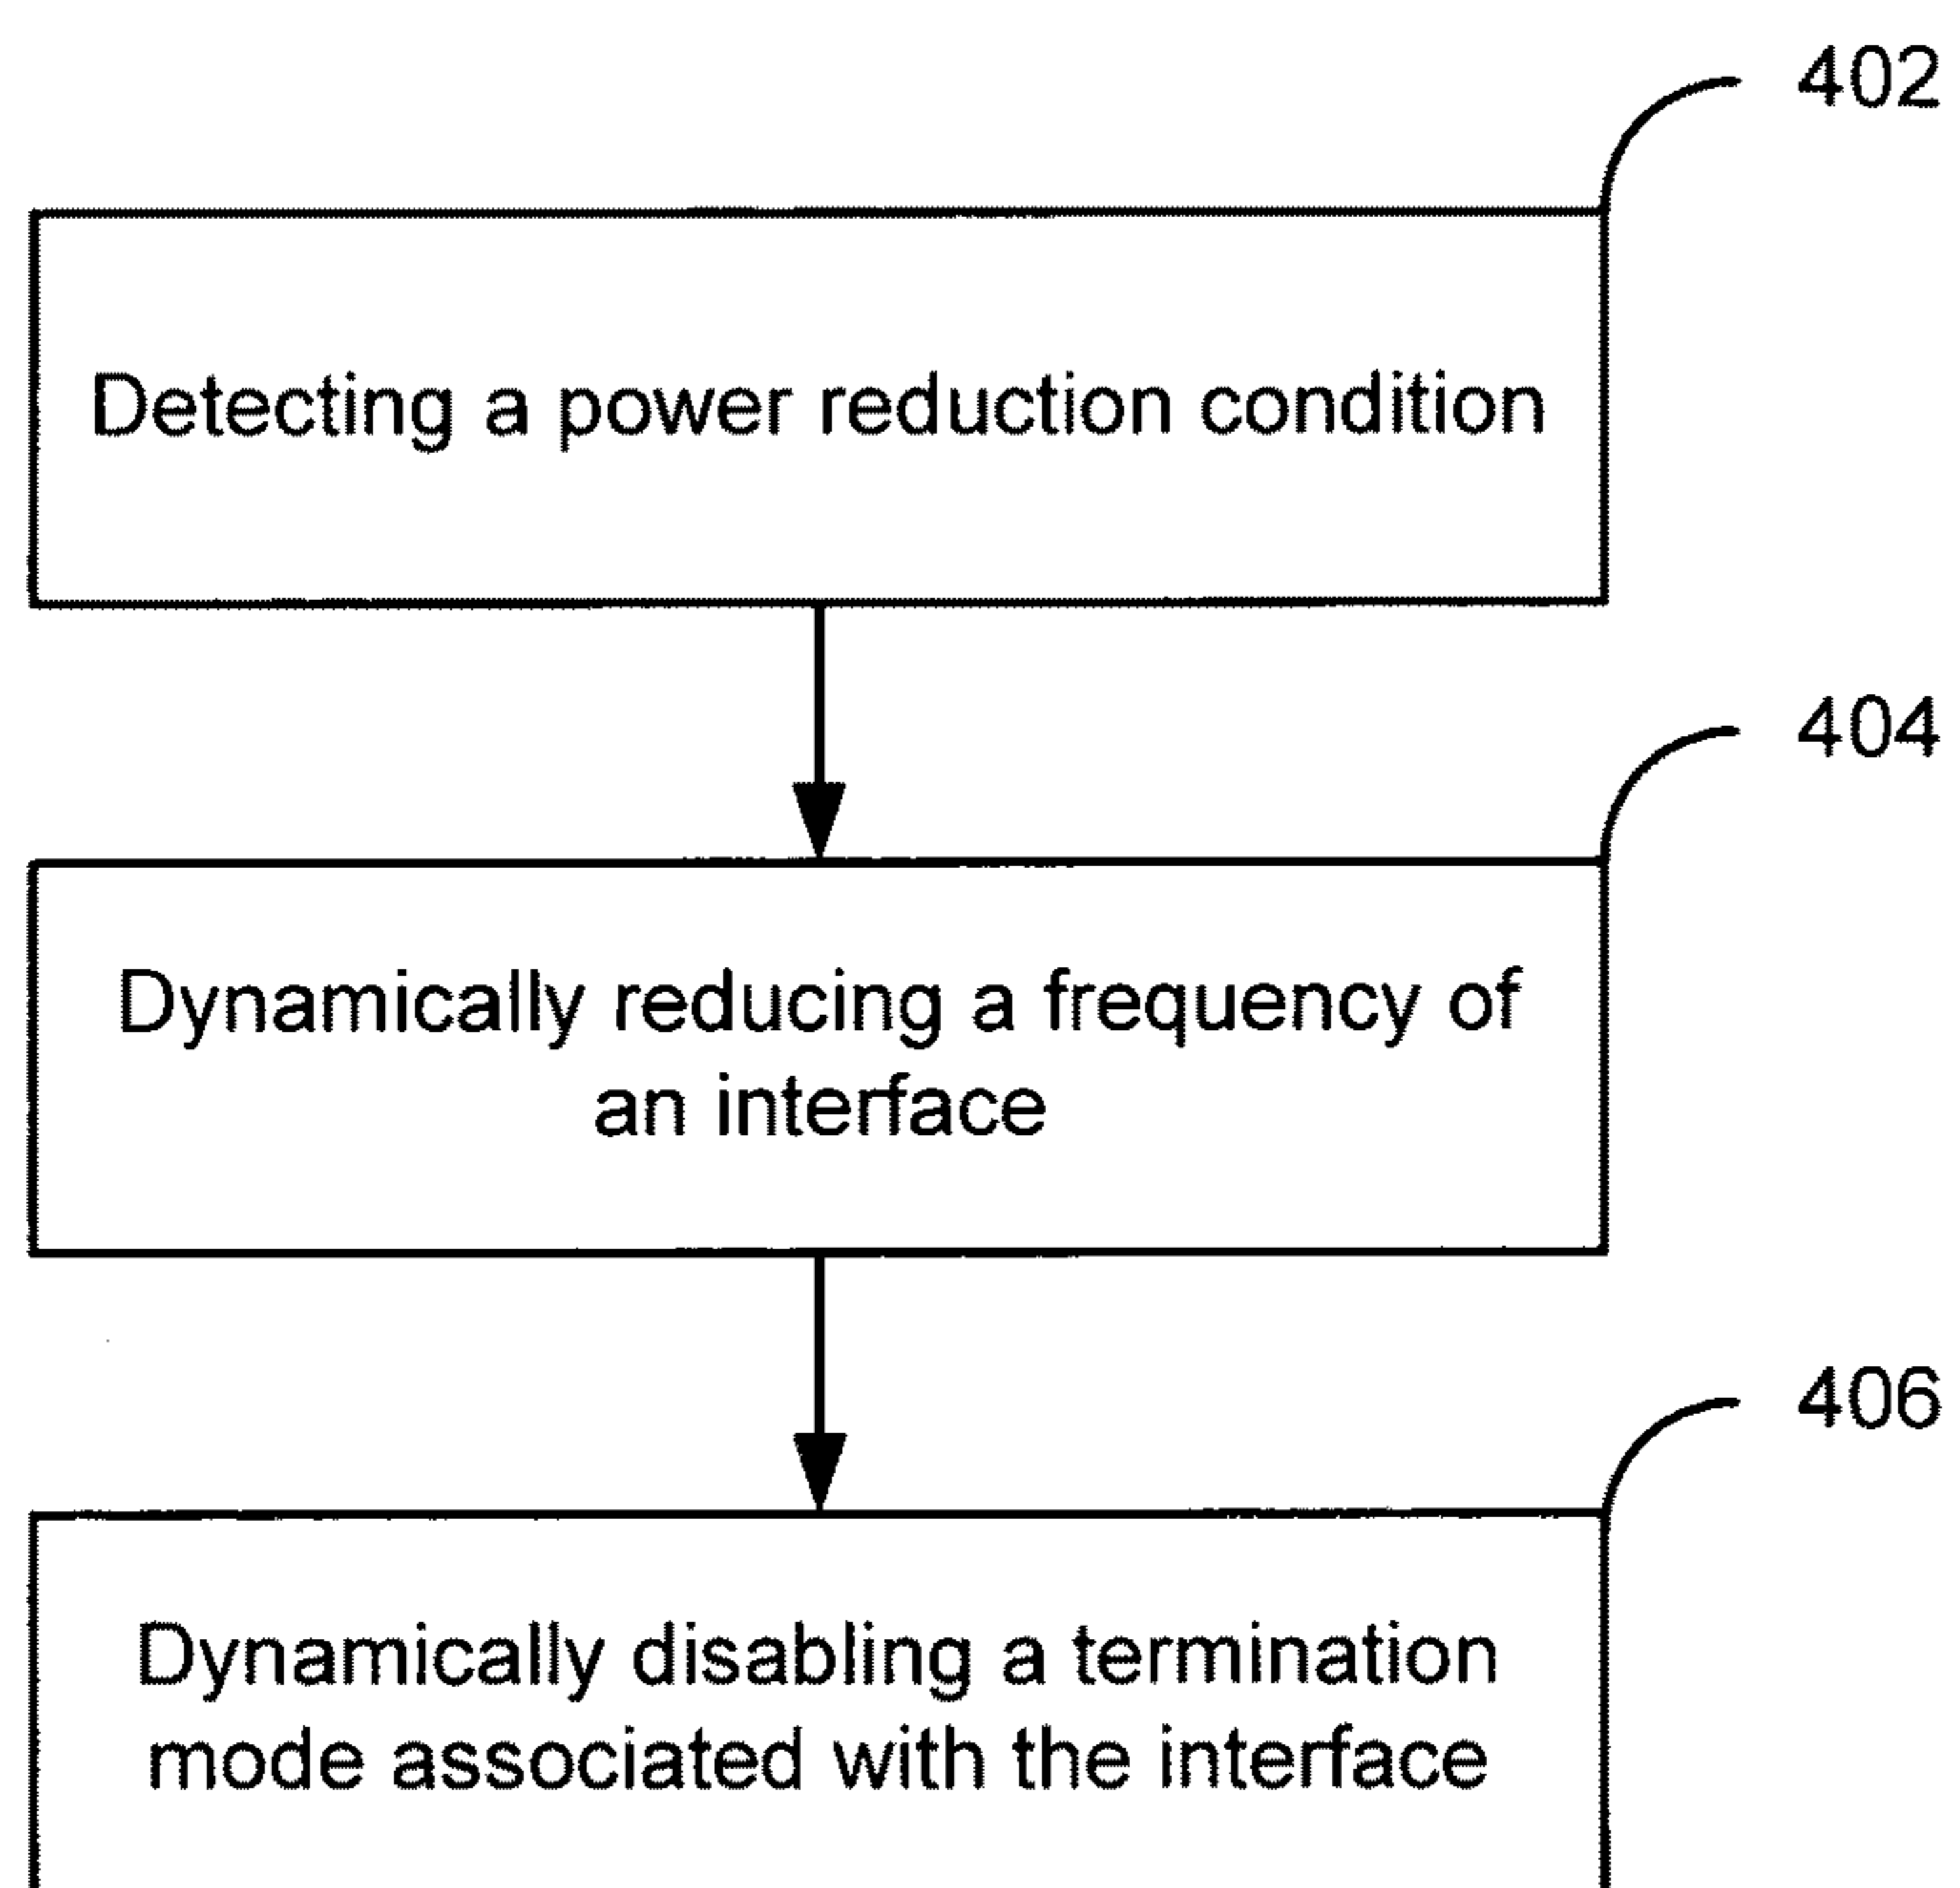 402
Detecting a power reduction condition
404
Dynamically reducing a frequency of
an interface
406
Dynamically disabling a termination
mode associated with the interface